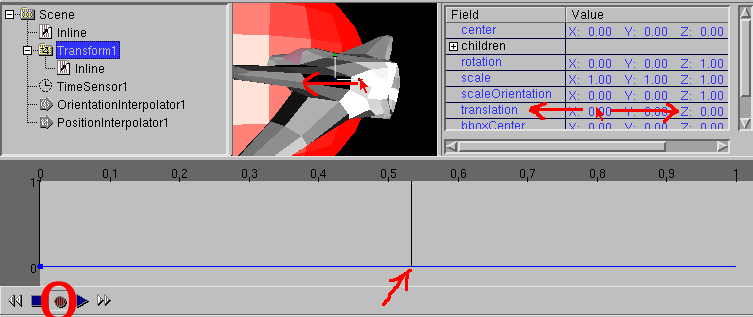 Scene
Inline
Transform1
Inline
TimeSensor1
OrientationInterpolator1
PositionInterpolator1
Field Value
center X: 0.00 Y: 0.00 Z: 0.00
children
rotation X: 0.00 Y: 0.00 Z: 1.00
scale X: 1.00 Y: 1.00 Z: 1.00
scaleOrientation X: 0.00 Y: 0.00 Z: 1.00
translation X: 0.00 Y: 0.00 Z: 0.00
bboxCenter X: 0.00 Y: 0.00 Z: 0.00
0 0,1 0,2 0,3 0,4 0,5 0,6 0,7 0,8 0,9 1
1
0